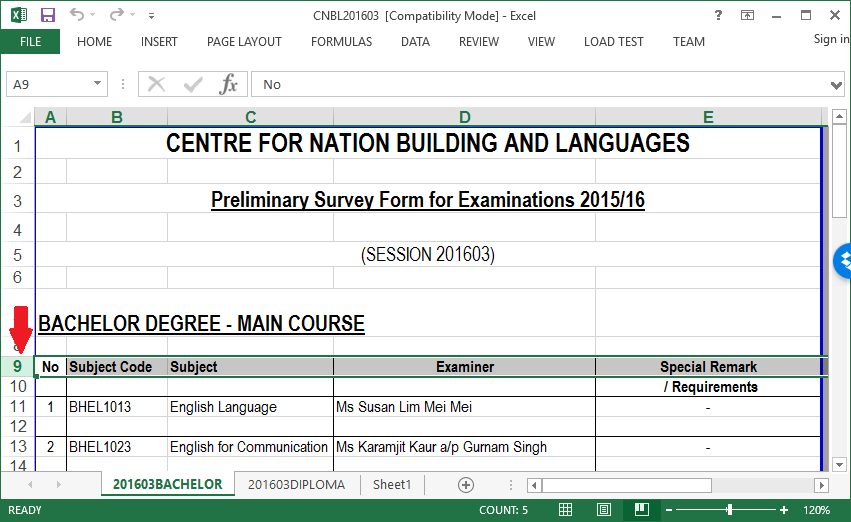 CNBL201603 [Compatibility Mode] - Excel
?
FILE HOME INSERT PAGE LAYOUT FORMULAS DATA REVIEW VIEW LOAD TEST TEAM Sign in
A9 fx No
A B C D E
1 CENTRE FOR NATION BUILDING AND LANGUAGES
2
3 Preliminary Survey Form for Examinations 2015/16
4
5 (SESSION 201603)
6
BACHELOR DEGREE - MAIN COURSE
9 No Subject Code Subject Examiner Special Remark
10 / Requirements
11 1 BHEL1013 English Language Ms Susan Lim Mei Mei -
12
13 2 BHEL1023 English for Communication Ms Karamjit Kaur a/p Gurnam Singh -
14
201603BACHELOR 201603DIPLOMA Sheet1
READY COUNT: 5 120%